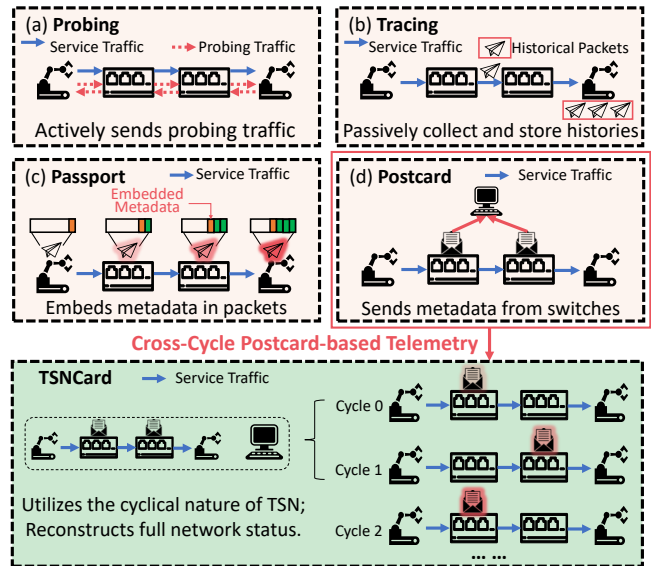 (a) Probing
Service Traffic
Probing Traffic
Actively sends probing traffic
(b) Tracing
Service Traffic
Historical Packets
Passively collect and store histories
(c) Passport
Service Traffic
Embedded
Metadata
Embeds metadata in packets
(d) Postcard
Service Traffic
Sends metadata from switches
Cross-Cycle Postcard-based Telemetry
TSNCard
Service Traffic
Utilizes the cyclical nature of TSN;
Reconstructs full network status.
Cycle 0
Cycle 1
Cycle 2
... ...